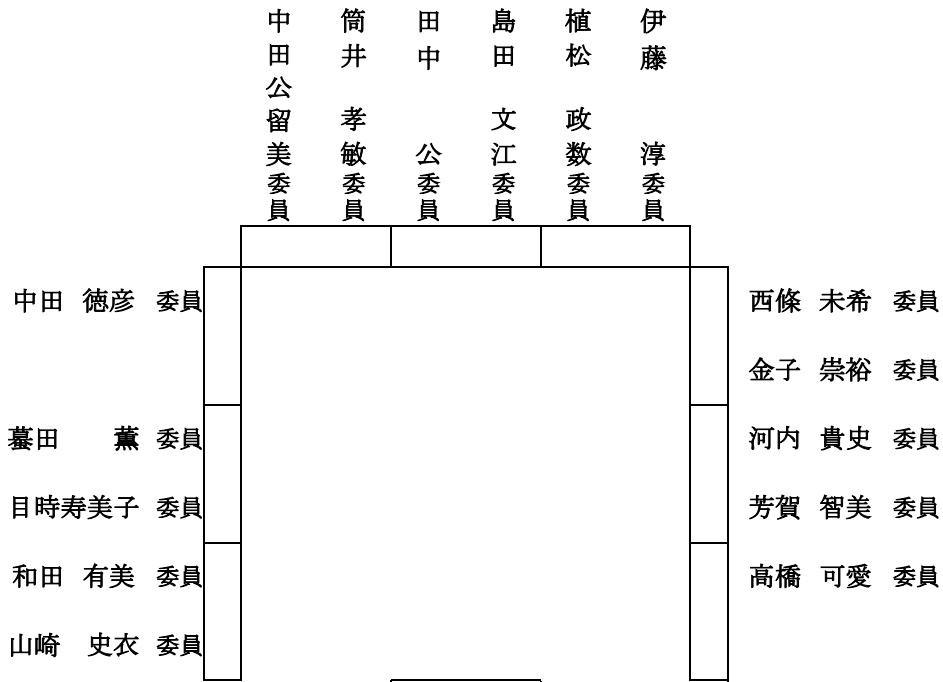 中田公留美委員
筒井 孝敏委員
田中 公委員
島田 文江委員
植松 政数委員
伊藤 淳委員
中田 徳彦 委員
蟇田 薫 委員
目時寿美子 委員
和田 有美 委員
山崎 史衣 委員
西條 未希 委員
金子 崇裕 委員
河内 貴史 委員
芳賀 智美 委員
高橋 可愛 委員